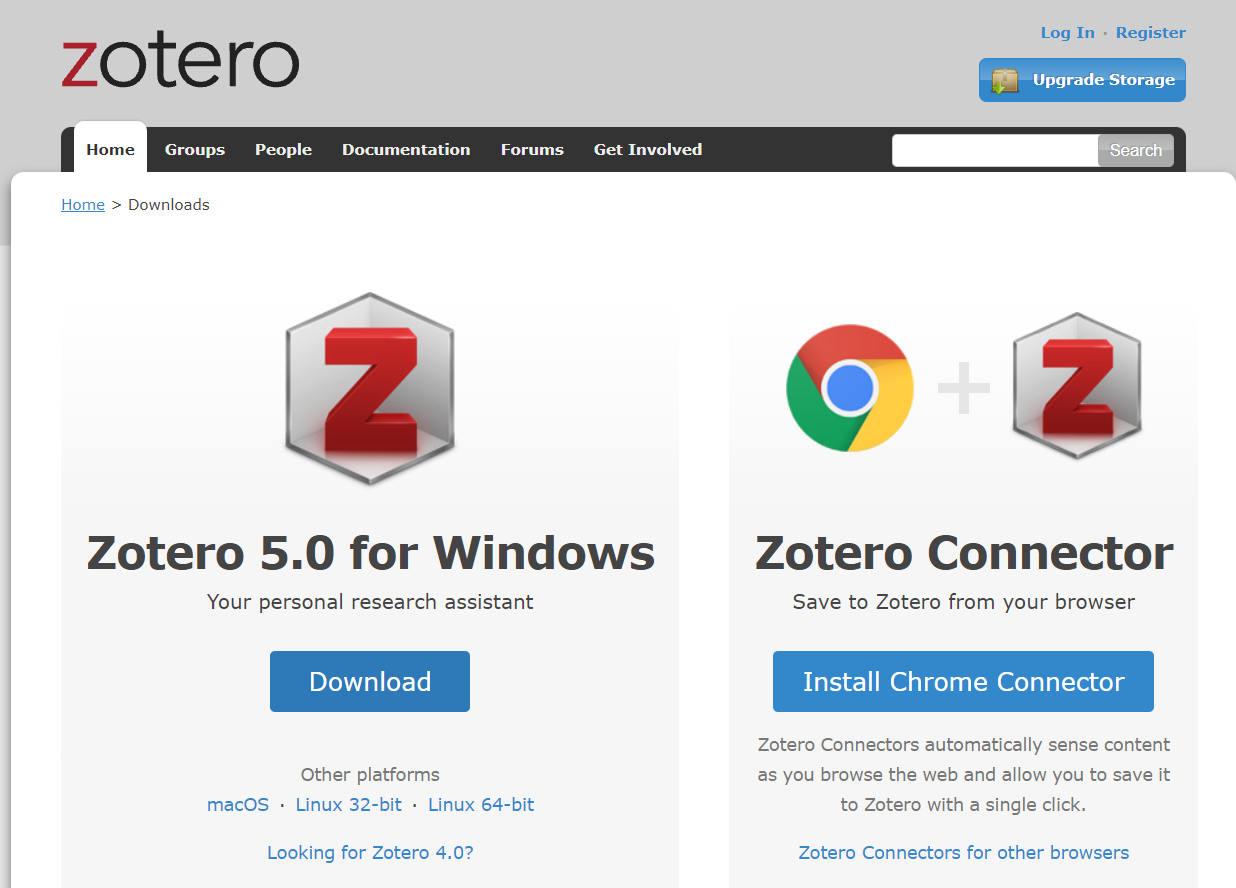 zotero
Log In · Register
Upgrade Storage
Home Groups People Documentation Forums Get Involved
Search
Home > Downloads
Z
Z
Zotero 5.0 for Windows
Your personal research assistant
Download
Other platforms
macOS · Linux 32-bit · Linux 64-bit
Looking for Zotero 4.0?
Zotero Connector
Save to Zotero from your browser
Install Chrome Connector
Zotero Connectors automatically sense content
as you browse the web and allow you to save it
to Zotero with a single click.
Zotero Connectors for other browsers